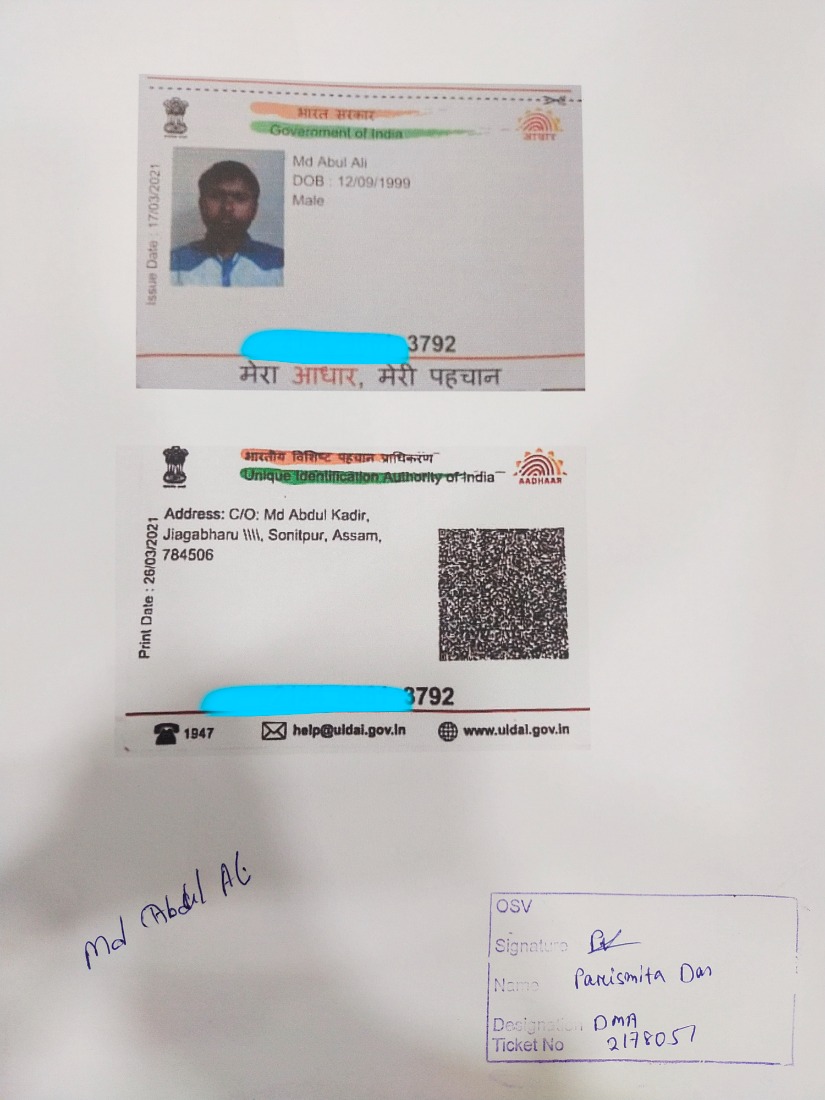 भारत सरकार
Government of India
आधार
Issue Date : 17/03/2021
Md Abul Ali
DOB : 12/09/1999
Male
3792
मेरा आधार, मेरी पहचान
भारतीय विशिष्ट पहचान प्राधिकरण
Unique Identification Authority of India
AADHAAR
Print Date : 26/03/2021
Address: C/O: Md Abdul Kadir,
Jiagabharu \\\\, Sonitpur, Assam,
784506
3792
1947 help@uidai.gov.in www.uidai.gov.in
Md Abdul Ali
OSV
Signature
Name Parismita Das
Designation DMA
Ticket No 2178051